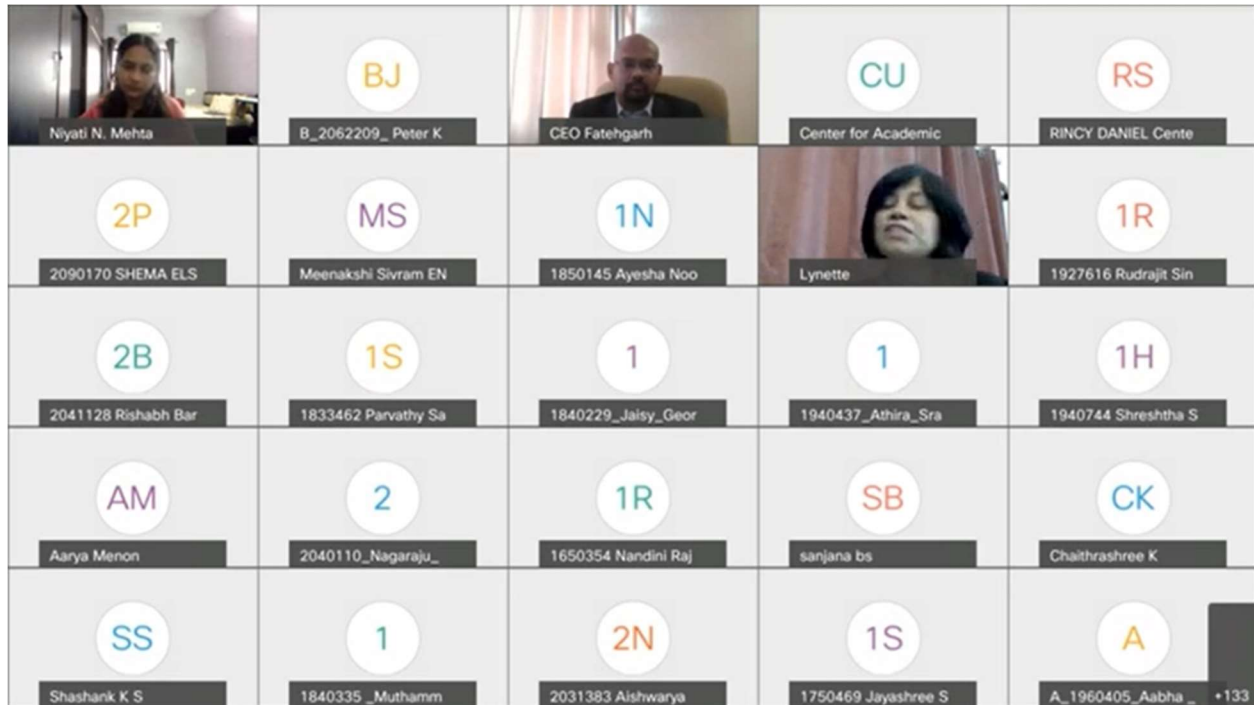 Niyati N. Mehta
BJ
B_2062209_ Peter K
CEO Fatehgarh
CU
Center for Academic
RS
RINCY DANIEL Cente
2P
2090170 SHEMA ELS
MS
Meenakshi Sivram EN
1N
1850145 Ayesha Noo
Lynette
1R
1927616 Rudrajit Sin
2B
2041128 Rishabh Bar
1S
1833462 Parvathy Sa
1
1840229_Jaisy_Geor
1
1940437_Athira_Sra
1H
1940744 Shreshtha S
AM
Aarya Menon
2
2040110_Nagaraju_
1R
1650354 Nandini Raj
SB
sanjana bs
CK
Chaithrashree K
SS
Shashank K S
1
1840335 _Muthamm
2N
2031383 Aishwarya
1S
1750469 Jayashree S
A
A_1960405_Aabha _
+133